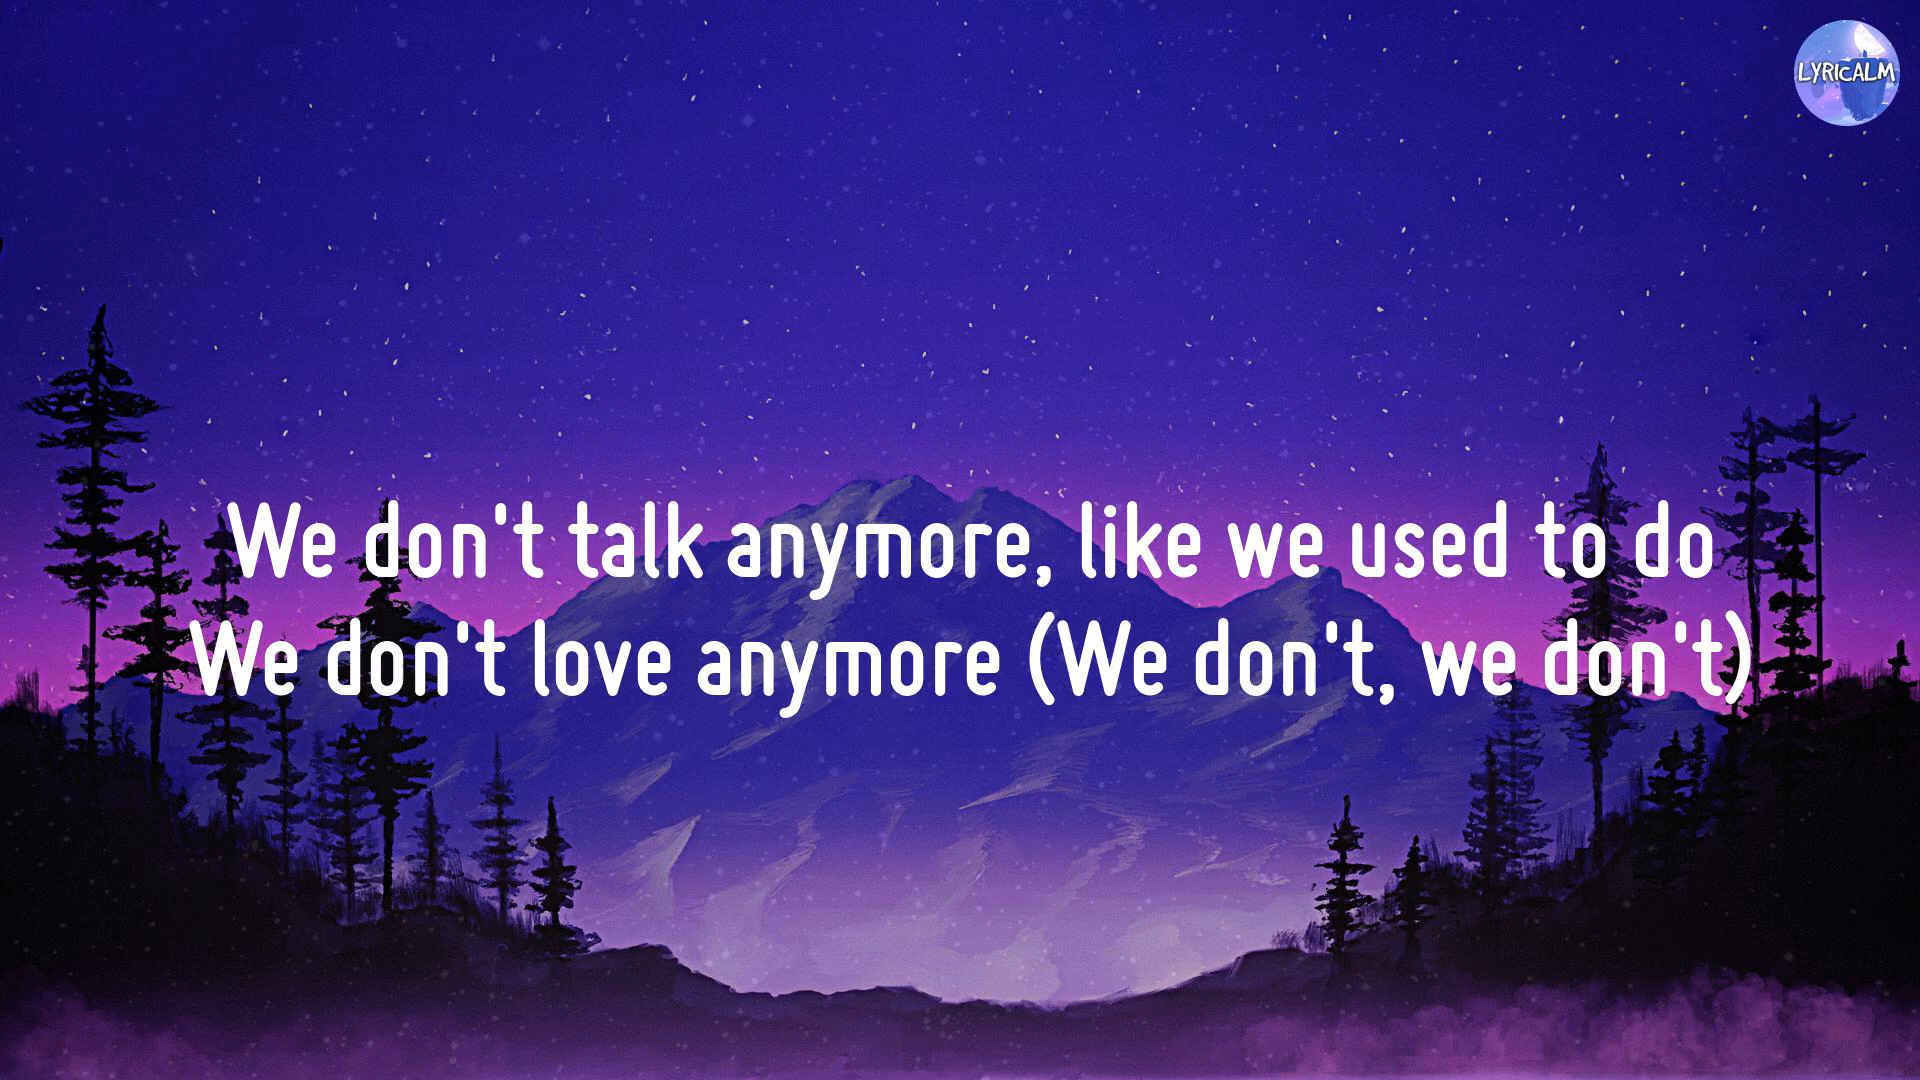 LYRICALM
We don't talk anymore, like we used to do
We don't love anymore (We don't, we don't)